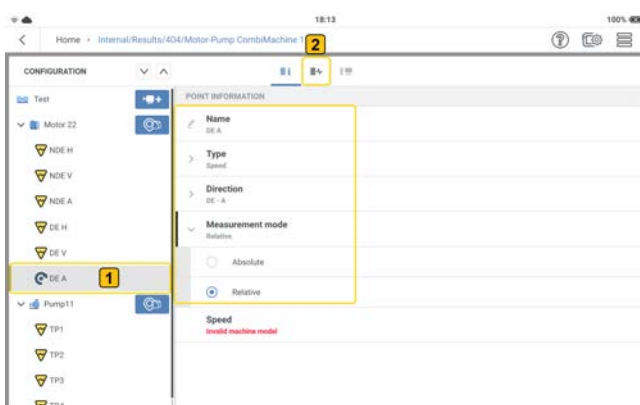 18:13
100%
Home • Internal/Results/404/Motor-Pump CombiMachine 1
2
CONFIGURATION
Test
POINT INFORMATION
Motor 22
Name
DE A
NDE H
Type
Speed
NDE V
Direction
DE - A
NDE A
Measurement mode
Relative
DE H
DE V
Absolute
DE A
1
Relative
Pump11
Speed
Invalid machine model
TP1
TP2
TP3
TP4